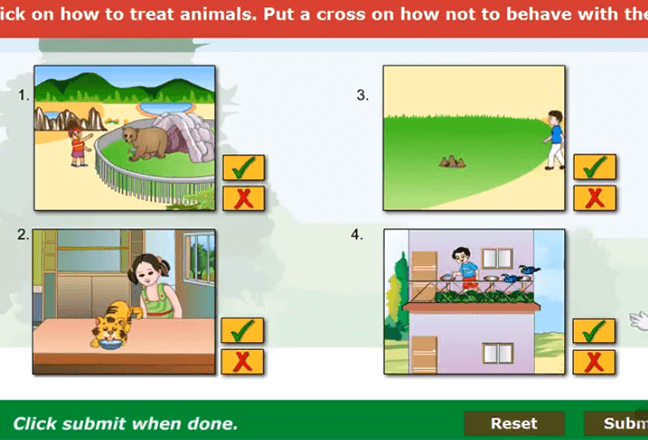 ick on how to treat animals. Put a cross on how not to behave with the
1.
3.
2.
4.
Click submit when done.
Reset
Subm